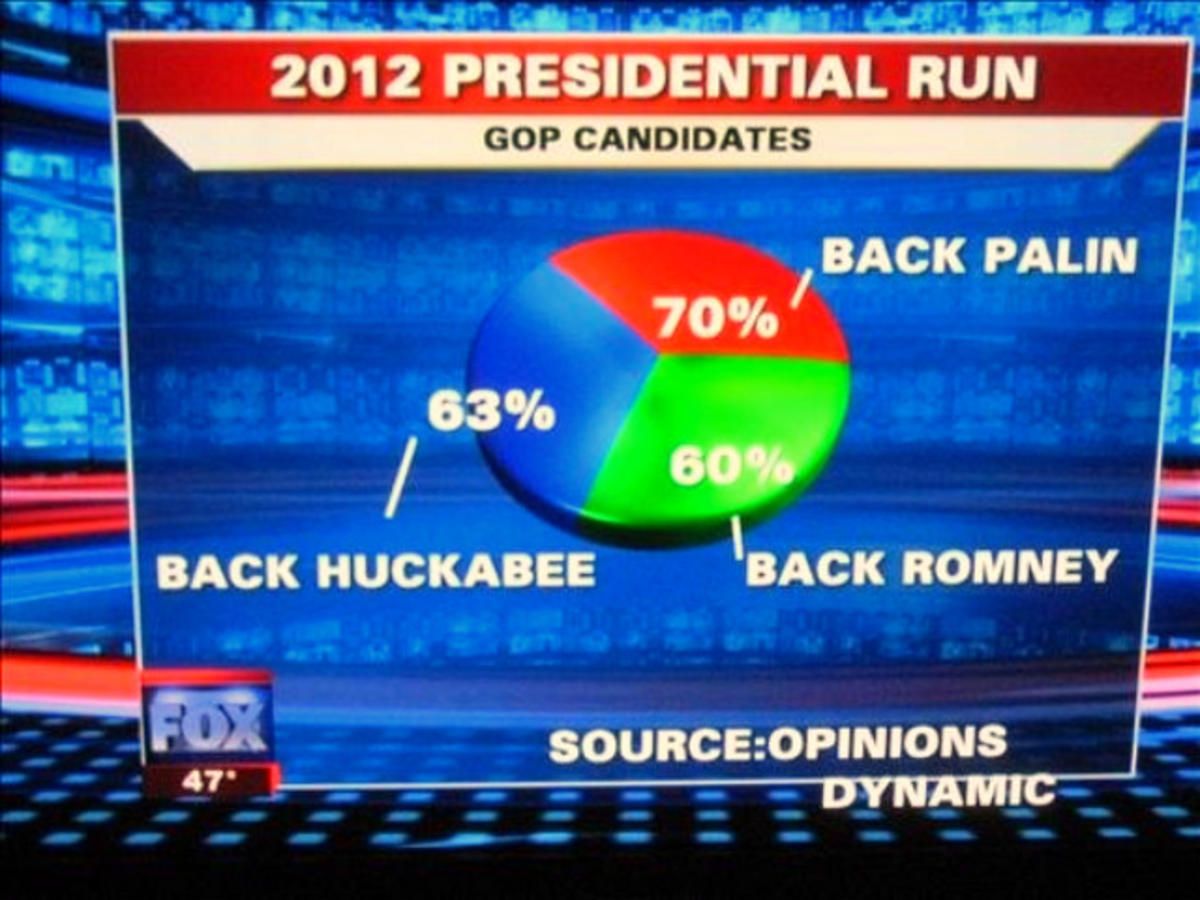 2012 PRESIDENTIAL RUN
GOP CANDIDATES
BACK PALIN
70%
63%
60%
BACK HUCKABEE
BACK ROMNEY
FOX
47°
SOURCE:OPINIONS
DYNAMIC